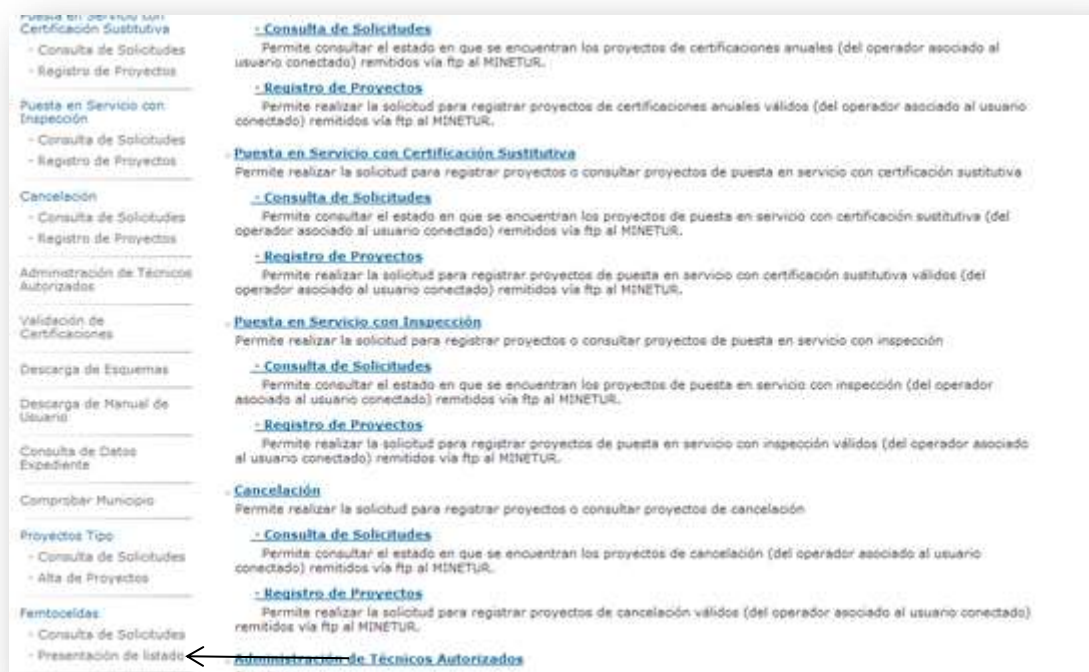 Puesta en Servicio con
Certificación Sustitutiva
- Consulta de Solicitudes
- Registro de Proyectos
Puesta en Servicio con
Inspección
- Consulta de Solicitudes
- Registro de Proyectos
Cancelación
- Consulta de Solicitudes
- Registro de Proyectos
Administración de Técnicos
Autorizados
Validación de
Certificaciones
Descarga de Esquemas
Descarga de Manual de
Usuario
Consulta de Datos
Expediente
Comprobar Municipio
Proyectos Tipo
- Consulta de Solicitudes
- Alta de Proyectos
Femtoceldas
- Consulta de Solicitudes
- Presentación de listado
- Consulta de Solicitudes
Permite consultar el estado en que se encuentran los proyectos de certificaciones anuales (del operador asociado al
usuario conectado) remitidos vía ftp al MINETUR.
- Registro de Proyectos
Permite realizar la solicitud para registrar proyectos de certificaciones anuales válidos (del operador asociado al usuario
conectado) remitidos vía ftp al MINETUR.
Puesta en Servicio con Certificación Sustitutiva
Permite realizar la solicitud para registrar proyectos o consultar proyectos de puesta en servicio con certificación sustitutiva
- Consulta de Solicitudes
Permite consultar el estado en que se encuentran los proyectos de puesta en servicio con certificación sustitutiva (del
operador asociado al usuario conectado) remitidos vía ftp al MINETUR.
- Registro de Proyectos
Permite realizar la solicitud para registrar proyectos de puesta en servicio con certificación sustitutiva válidos (del
operador asociado al usuario conectado) remitidos vía ftp al MINETUR.
Puesta en Servicio con Inspección
Permite realizar la solicitud para registrar proyectos o consultar proyectos de puesta en servicio con inspección
- Consulta de Solicitudes
Permite consultar el estado en que se encuentran los proyectos de puesta en servicio con inspección (del operador
asociado al usuario conectado) remitidos vía ftp al MINETUR.
- Registro de Proyectos
Permite realizar la solicitud para registrar proyectos de puesta en servicio con inspección válidos (del operador asociado
al usuario conectado) remitidos vía ftp al MINETUR.
Cancelación
Permite realizar la solicitud para registrar proyectos o consultar proyectos de cancelación
- Consulta de Solicitudes
Permite consultar el estado en que se encuentran los proyectos de cancelación (del operador asociado al usuario
conectado) remitidos vía ftp al MINETUR.
- Registro de Proyectos
Permite realizar la solicitud para registrar proyectos de cancelación válidos (del operador asociado al usuario conectado)
remitidos vía ftp al MINETUR.
Administración de Técnicos Autorizados